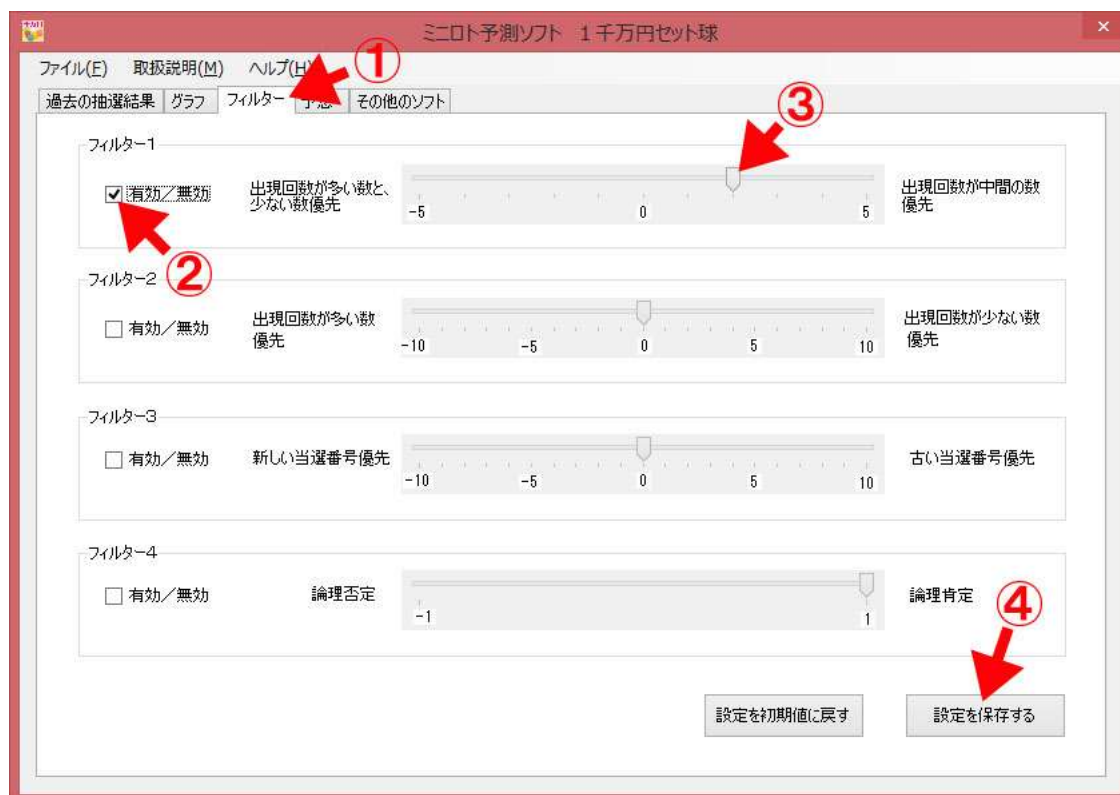 ミニロト予測ソフト 1千万円セット球
ファイル(F) 取扱説明(M) ヘルプ(H)
①
過去の抽選結果 グラフ フィルター 予想 その他のソフト
③
フィルター1
有効/無効
出現回数が多い数と、
少ない数優先
-5 0 5
出現回数が中間の数
優先
②
フィルター2
有効/無効
出現回数が多い数
優先
-10 -5 0 5 10
出現回数が少ない数
優先
フィルター3
有効/無効
新しい当選番号優先
-10 -5 0 5 10
古い当選番号優先
フィルター4
有効/無効
論理否定
-1 1
論理肯定
④
設定を初期値に戻す 設定を保存する